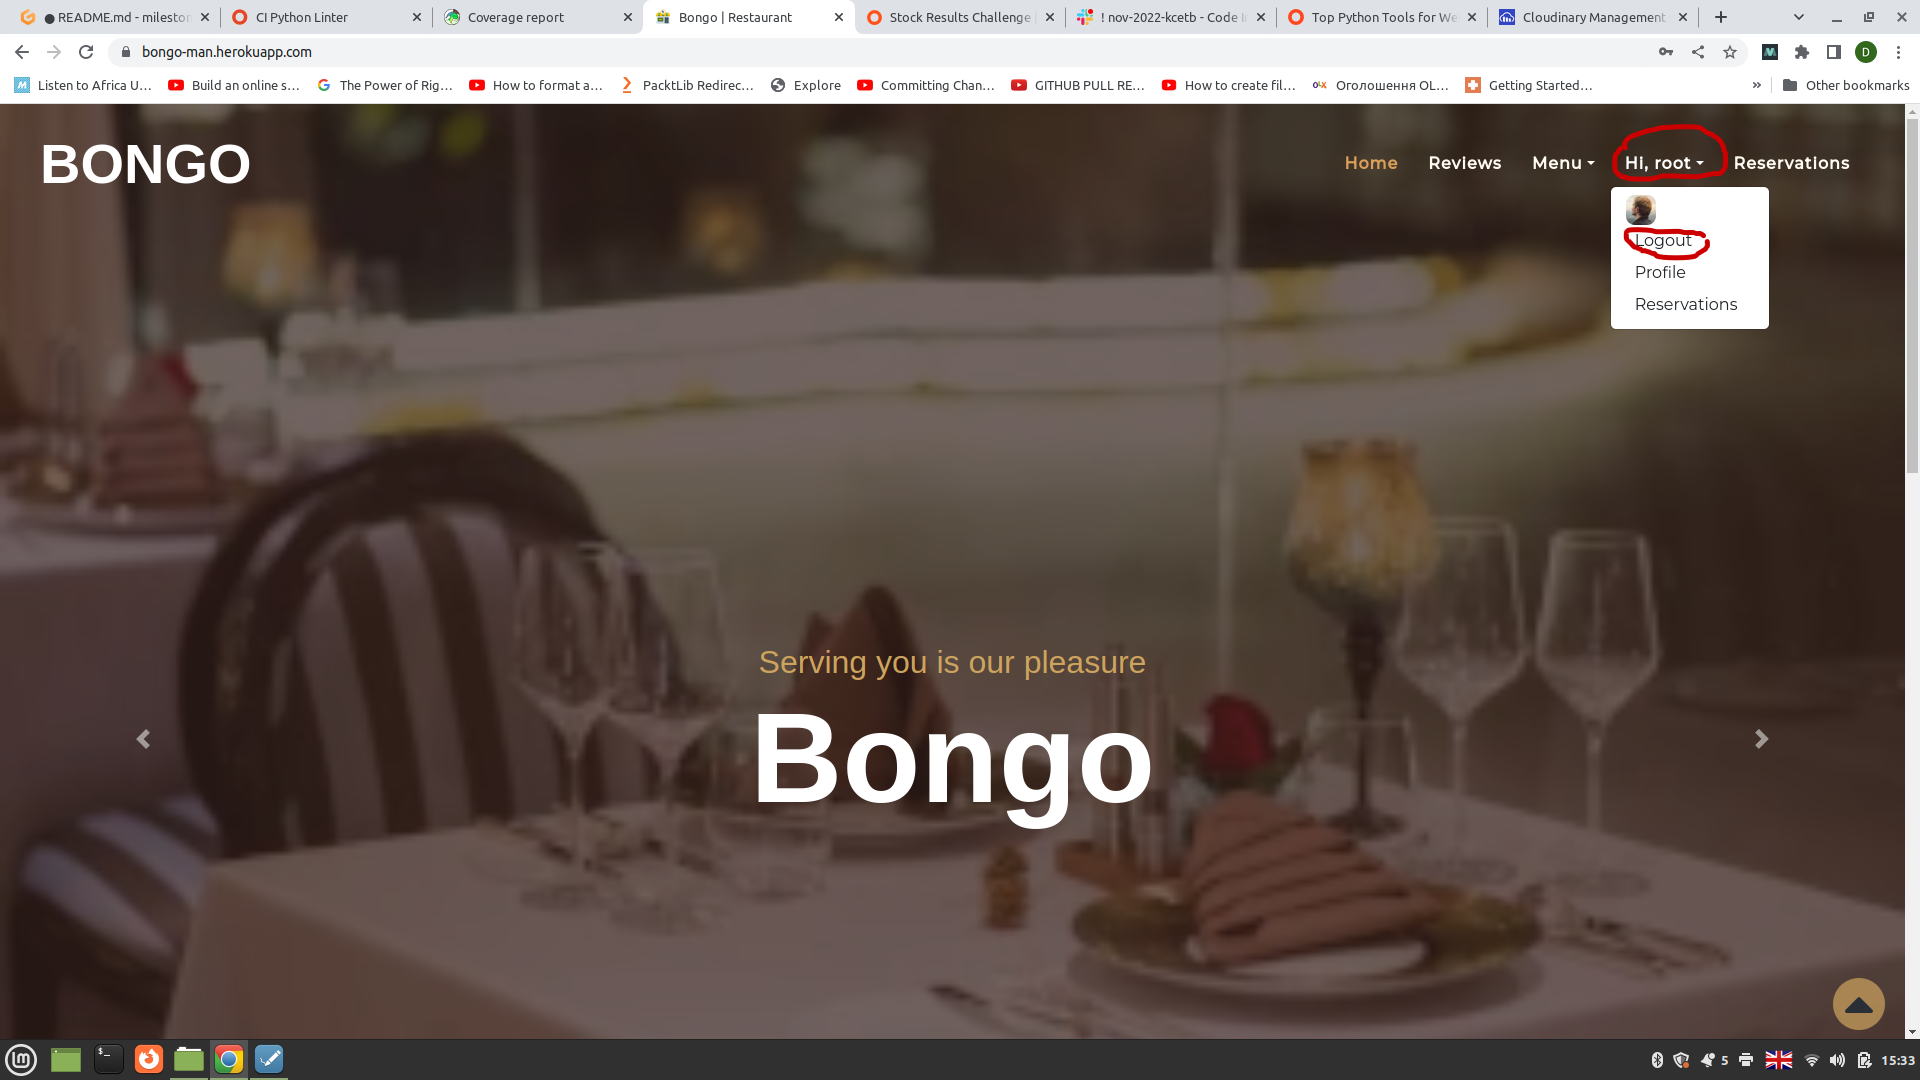 README.md - mileston
CI Python Linter
Coverage report
Bongo | Restaurant
Stock Results Challenge
! nov-2022-kcetb - Code I
Top Python Tools for We
Cloudinary Management
bongo-man.herokuapp.com
D
Listen to Africa U...
Build an online s...
The Power of Rig...
How to format a...
PacktLib Redirec...
Explore
Committing Chan...
GITHUB PULL RE...
How to create fil...
Оголошення OL...
Getting Started...
»
Other bookmarks
BONGO
Home
Reviews
Menu
Hi, root
Reservations
Logout
Profile
Reservations
Serving you is our pleasure
Bongo
5
15:33